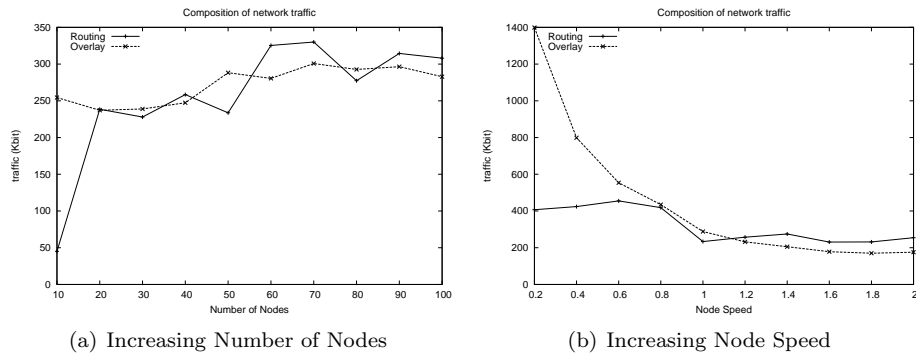 Composition of network traffic
350
300
250
200
150
100
50
0
traffic (Kbit)
Routing
Overlay
10 20 30 40 50 60 70 80 90 100
Number of Nodes
(a) Increasing Number of Nodes
Composition of network traffic
1400
1200
1000
800
600
400
200
0
traffic (Kbit)
Routing
Overlay
0.2 0.4 0.6 0.8 1 1.2 1.4 1.6 1.8 2
Node Speed
(b) Increasing Node Speed